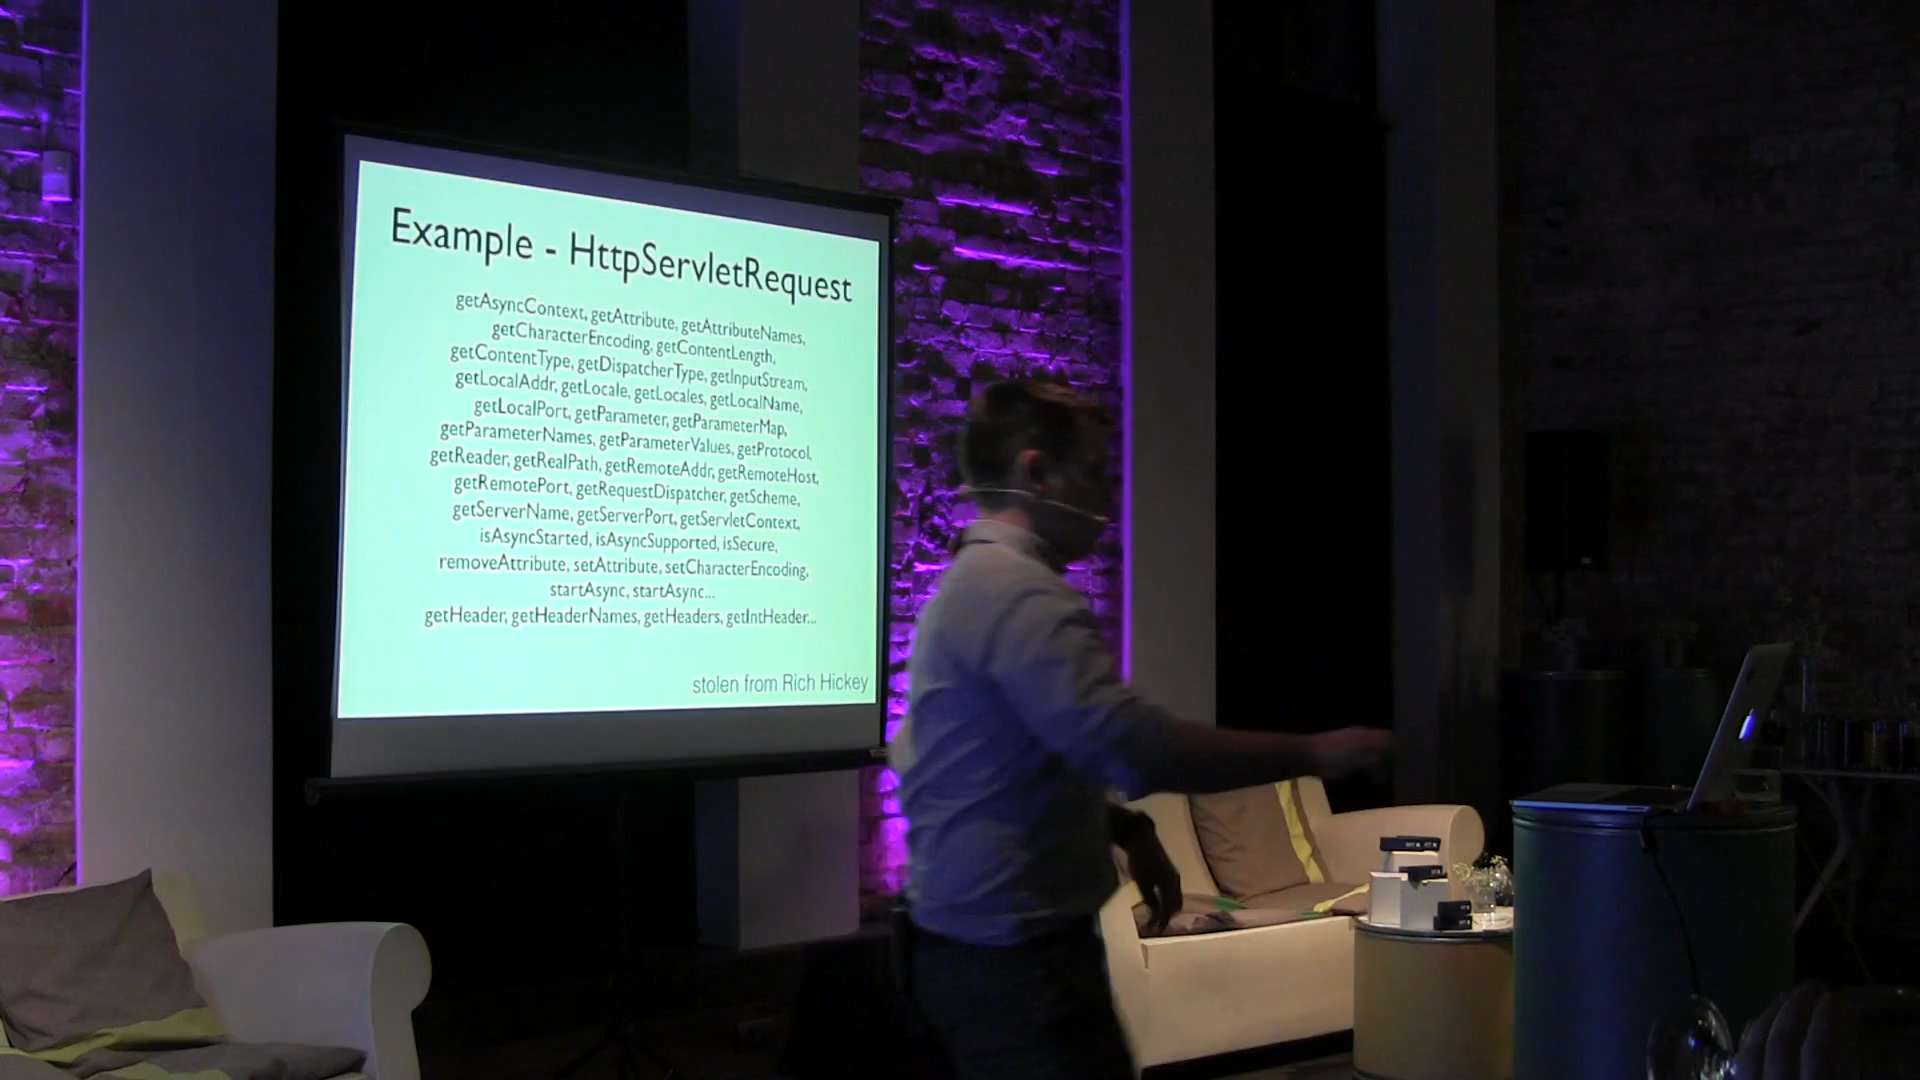 Example - HttpServletRequest
getAsyncContext, getAttribute, getAttributeNames,
getCharacterEncoding, getContentLength,
getContentType, getDispatcherType, getInputStream,
getLocalAddr, getLocale, getLocales, getLocalName,
getLocalPort, getParameter, getParameterMap,
getParameterNames, getParameterValues, getProtocol,
getReader, getRealPath, getRemoteAddr, getRemoteHost,
getRemotePort, getRequestDispatcher, getScheme,
getServerName, getServerPort, getServletContext,
isAsyncStarted, isAsyncSupported, isSecure,
removeAttribute, setAttribute, setCharacterEncoding,
startAsync, startAsync...
getHeader, getHeaderNames, getHeaders, getIntHeader...
stolen from Rich Hickey